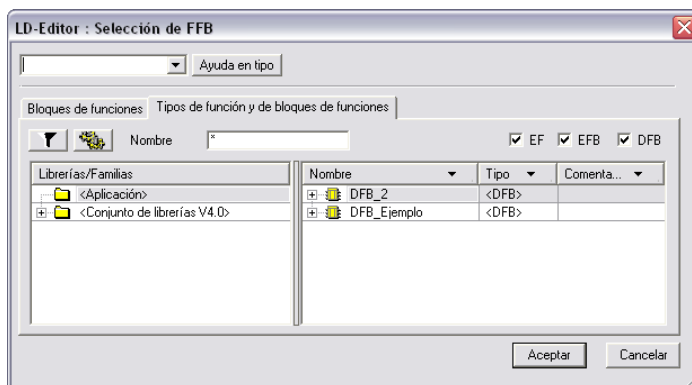 LD-Editor : Selección de FFB
Ayuda en tipo
Bloques de funciones Tipos de función y de bloques de funciones
Nombre * EF EFB DFB
Librerías/Familias Nombre Tipo Comenta...
<Aplicación> DFB_2 <DFB>
<Conjunto de librerías V4.0> DFB_Ejemplo <DFB>
Aceptar Cancelar